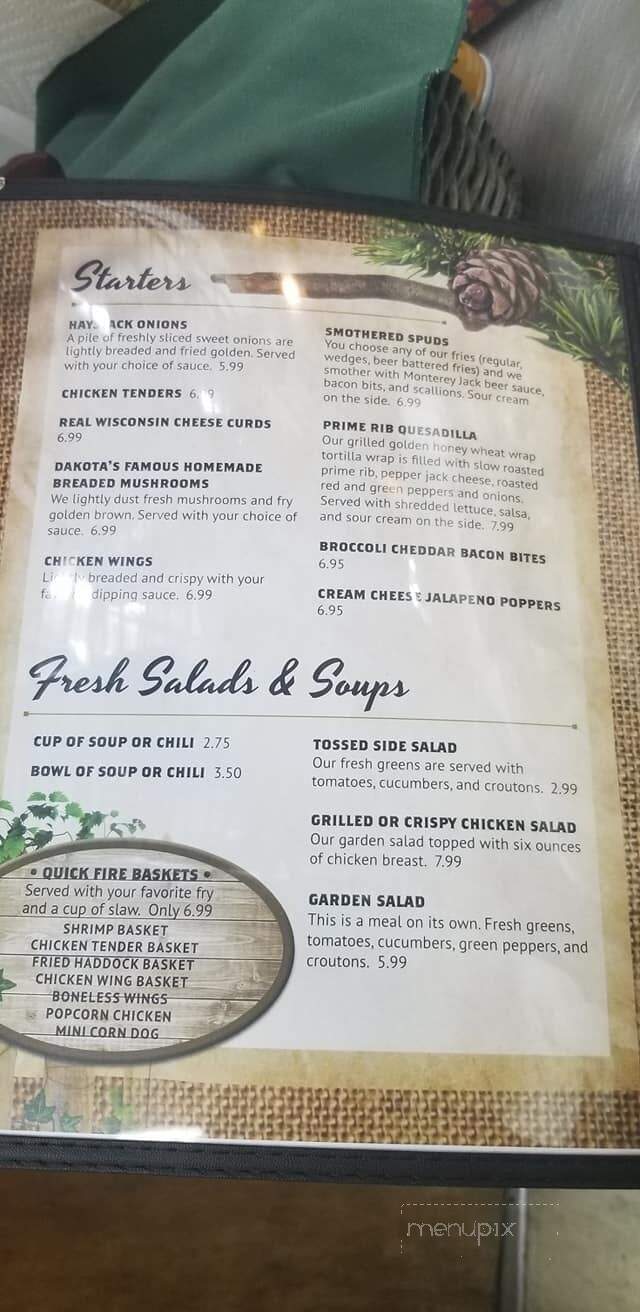 Starters
ONIONS
A pile of freshly sliced sweet onions are
lightly breaded and fried golden. Served
with your choice of sauce. 5.99
CHICKEN TENDERS
REAL WISCONSIN CHEESE CURDS
6.99
DAKOTA'S FAMOUS HOMEMADE
BREADED MUSHROOMS
We lightly dust fresh mushrooms and fry
golden brown. Served with your choice of
sauce. 6.99
CHICKEN WINGS
breaded and crispy with your
dipping sauce. 6.99
SMOTHERED SPUDS
You choose any of our fries (regular,
wedges, beer battered fries) and we
smother with Monterey Jack beer sauce,
bacon bits, and scallions. Sour cream
on the side. 6.99
PRIME RIB QUESADILLA
Our grilled golden honey wheat wrap
tortilla wrap is filled with slow roasted
prime rib, pepper jack cheese, roasted
red and green peppers and onions.
Served with shredded lettuce, salsa,
and sour cream on the side. 7.99
BROCCOLI CHEDDAR BACON BITES
6.95
CREAM CHEESE JALAPENO POPPERS
6.95
Fresh Salads & Soups
CUP OF SOUP OR CHILI 2.75
BOWL OF SOUP OR CHILI 3.50
• QUICK FIRE BASKETS •
Served with your favorite fry
and a cup of slaw. Only 6.99
SHRIMP BASKET
CHICKEN TENDER BASKET
FRIED HADDOCK BASKET
CHICKEN WING BASKET
BONELESS WINGS
POPCORN CHICKEN
MINI CORN DOG
TOSSED SIDE SALAD
Our fresh greens are served with
tomatoes, cucumbers, and croutons. 2.99
GRILLED OR CRISPY CHICKEN SALAD
Our garden salad topped with six ounces
of chicken breast. 7.99
GARDEN SALAD
This is a meal on its own. Fresh greens,
tomatoes, cucumbers, green peppers, and
croutons. 5.99
menupix